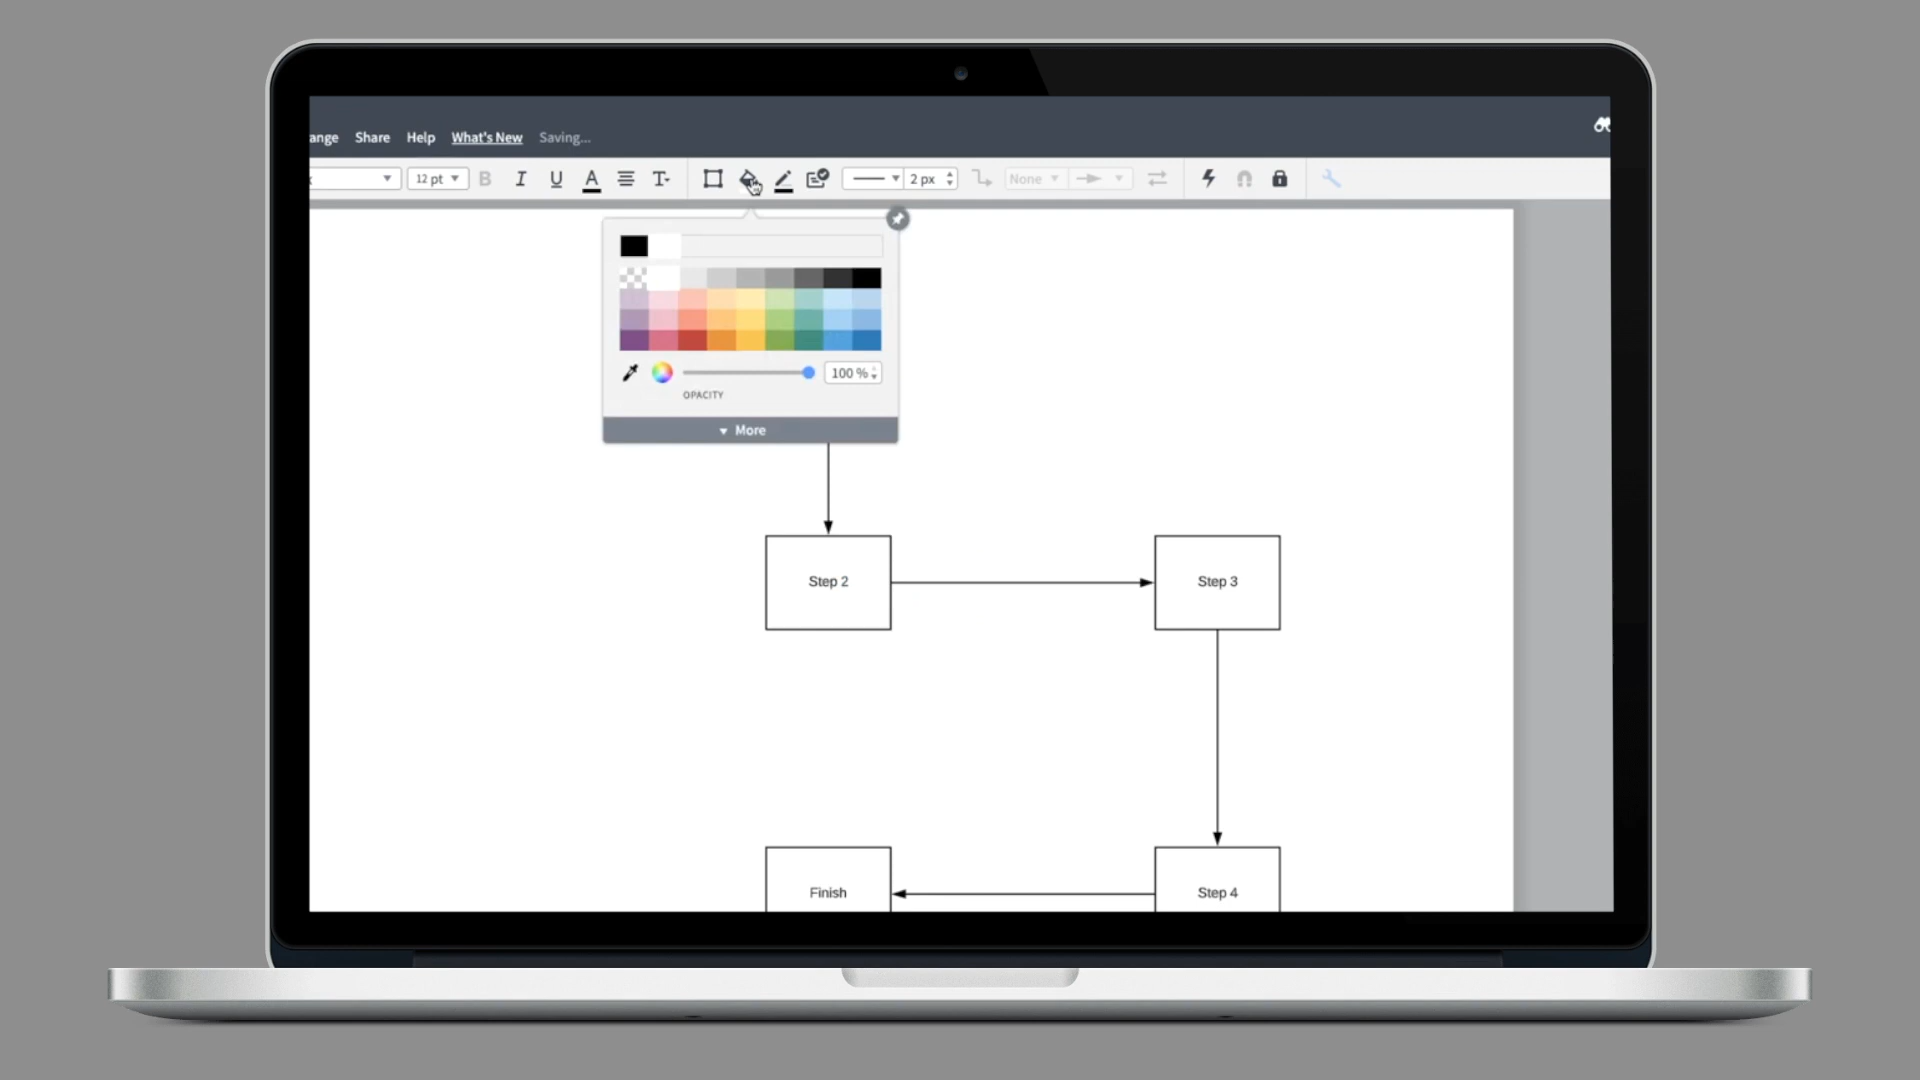 ange Share Help What's New Saving...
12 pt B I U A T 2 px None
100 %
OPACITY
More
Step 2 Step 3
Finish Step 4